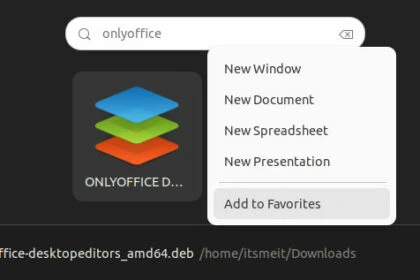 onlyoffice
New Window
New Document
New Spreadsheet
New Presentation
ONLYOFFICE D...
Add to Favorites
ffice-desktopeditors_amd64.deb /home/itsmeit/Downloads